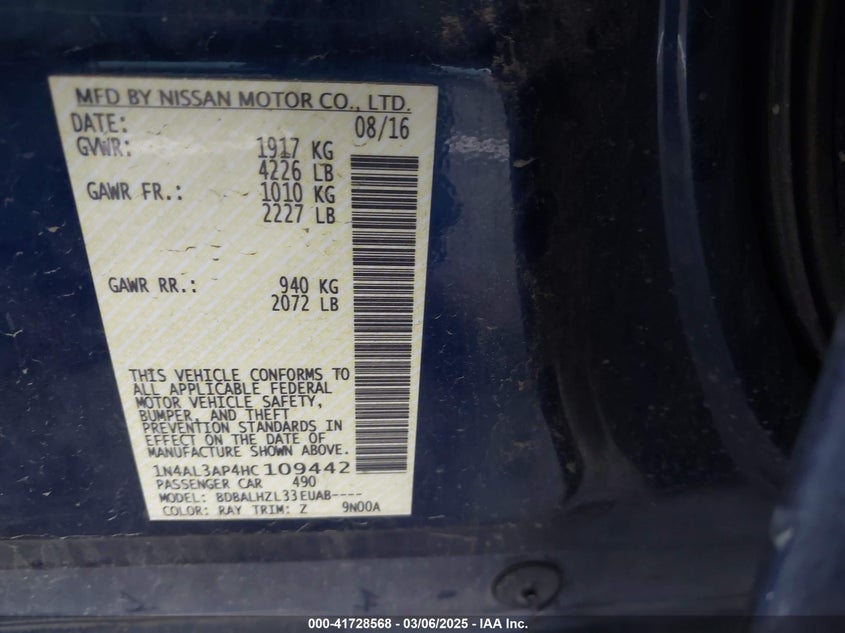 MFD BY NISSAN MOTOR CO., LTD.
DATE: 08/16
GVWR: 1917 KG
4226 LB
GAWR FR.: 1010 KG
2227 LB
GAWR RR.: 940 KG
2072 LB
THIS VEHICLE CONFORMS TO
ALL APPLICABLE FEDERAL
MOTOR VEHICLE SAFETY,
BUMPER, AND THEFT
PREVENTION STANDARDS IN
EFFECT ON THE DATE OF
MANUFACTURE SHOWN ABOVE.
1N4AL3AP4HC109442
PASSENGER CAR 490
MODEL: BDBALHZL33EUAB----
COLOR: RAY TRIM: Z 9N00A
000-41728568 - 03/06/2025 - IAA Inc.